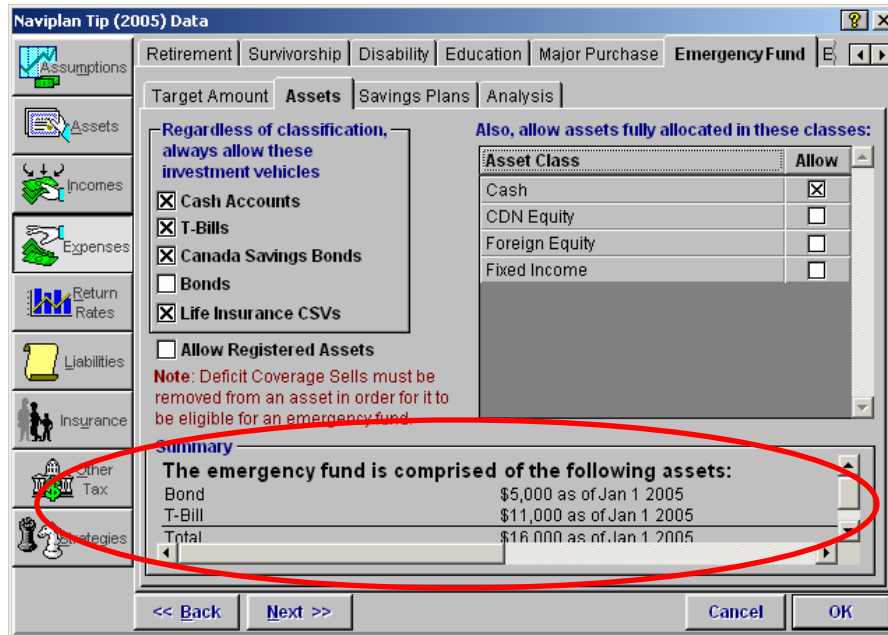 Naviplan Tip (2005) Data
Assumptions
Assets
Incomes
Expenses
Return
Rates
Liabilities
Insurance
Other
Tax
Strategies
Retirement Survivorship Disability Education Major Purchase Emergency Fund
Target Amount Assets Savings Plans Analysis
Regardless of classification,
always allow these
investment vehicles
Cash Accounts
T-Bills
Canada Savings Bonds
Bonds
Life Insurance CSVs
Allow Registered Assets
Note: Deficit Coverage Sells must be
removed from an asset in order for it to
be eligible for an emergency fund.
Also, allow assets fully allocated in these classes:
Asset Class Allow
Cash
CDN Equity
Foreign Equity
Fixed Income
Summary
The emergency fund is comprised of the following assets:
Bond $5,000 as of Jan 1 2005
T-Bill $11,000 as of Jan 1 2005
Total $16,000 as of Jan 1 2005
<< Back Next >> Cancel OK